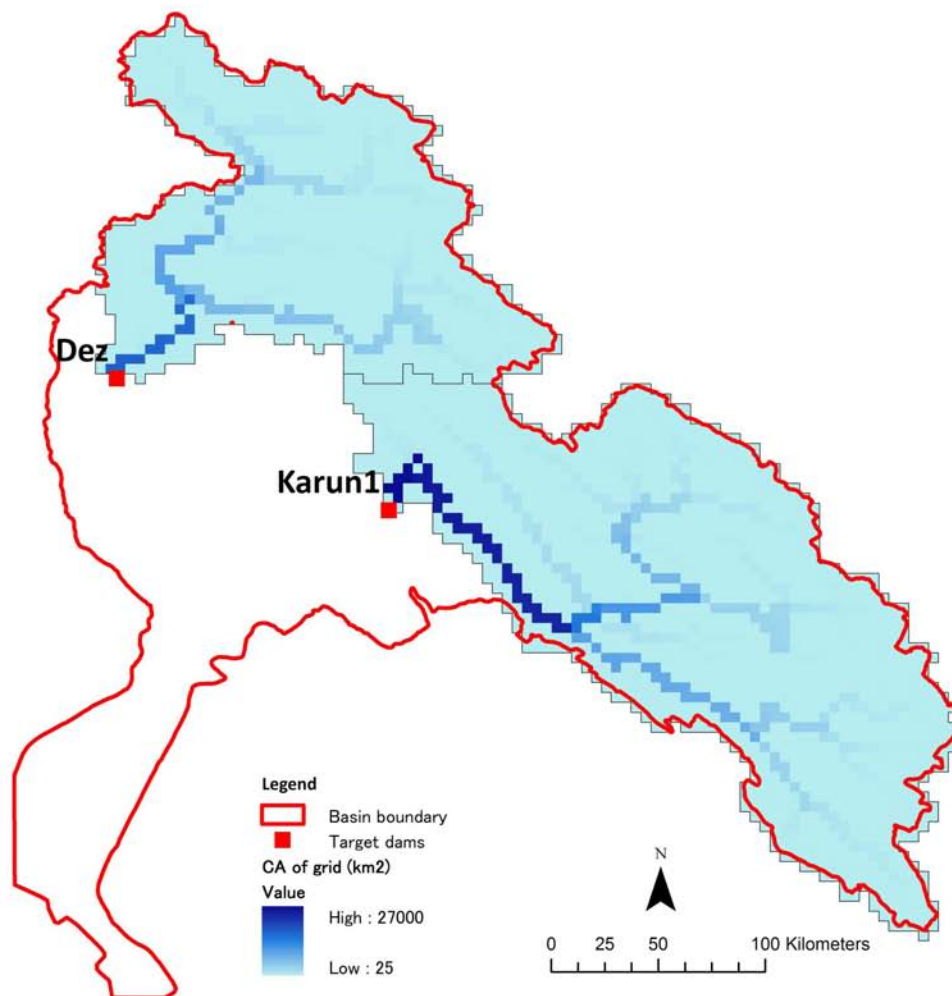 Dez
Karun1
Legend
Basin boundary
Target dams
CA of grid (km2)
Value
High : 27000
Low : 25
N
0 25 50 100 Kilometers